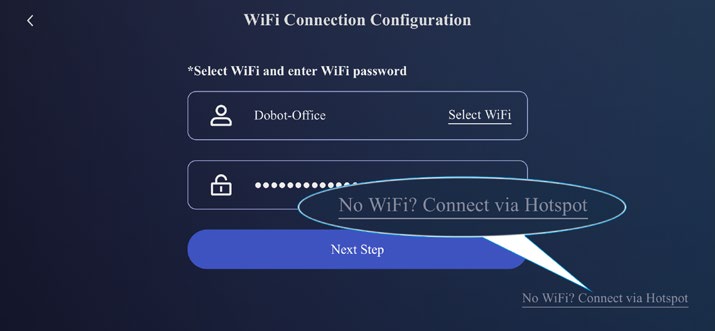 WiFi Connection Configuration
*Select WiFi and enter WiFi password
Dobot-Office Select WiFi
No WiFi? Connect via Hotspot
Next Step
No WiFi? Connect via Hotspot